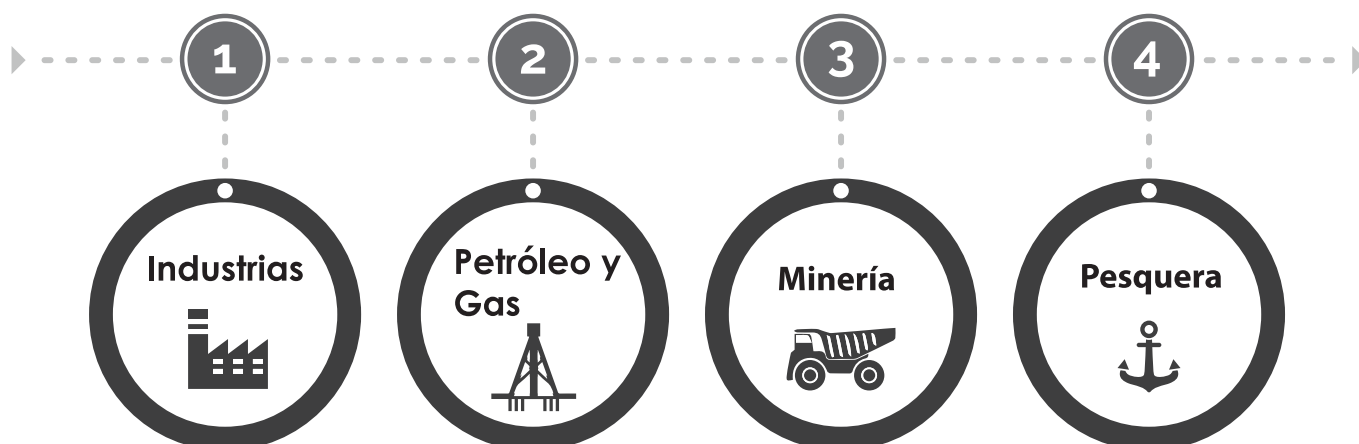 1
2
3
4
Industrias
Petróleo y
Gas
Minería
Pesquera